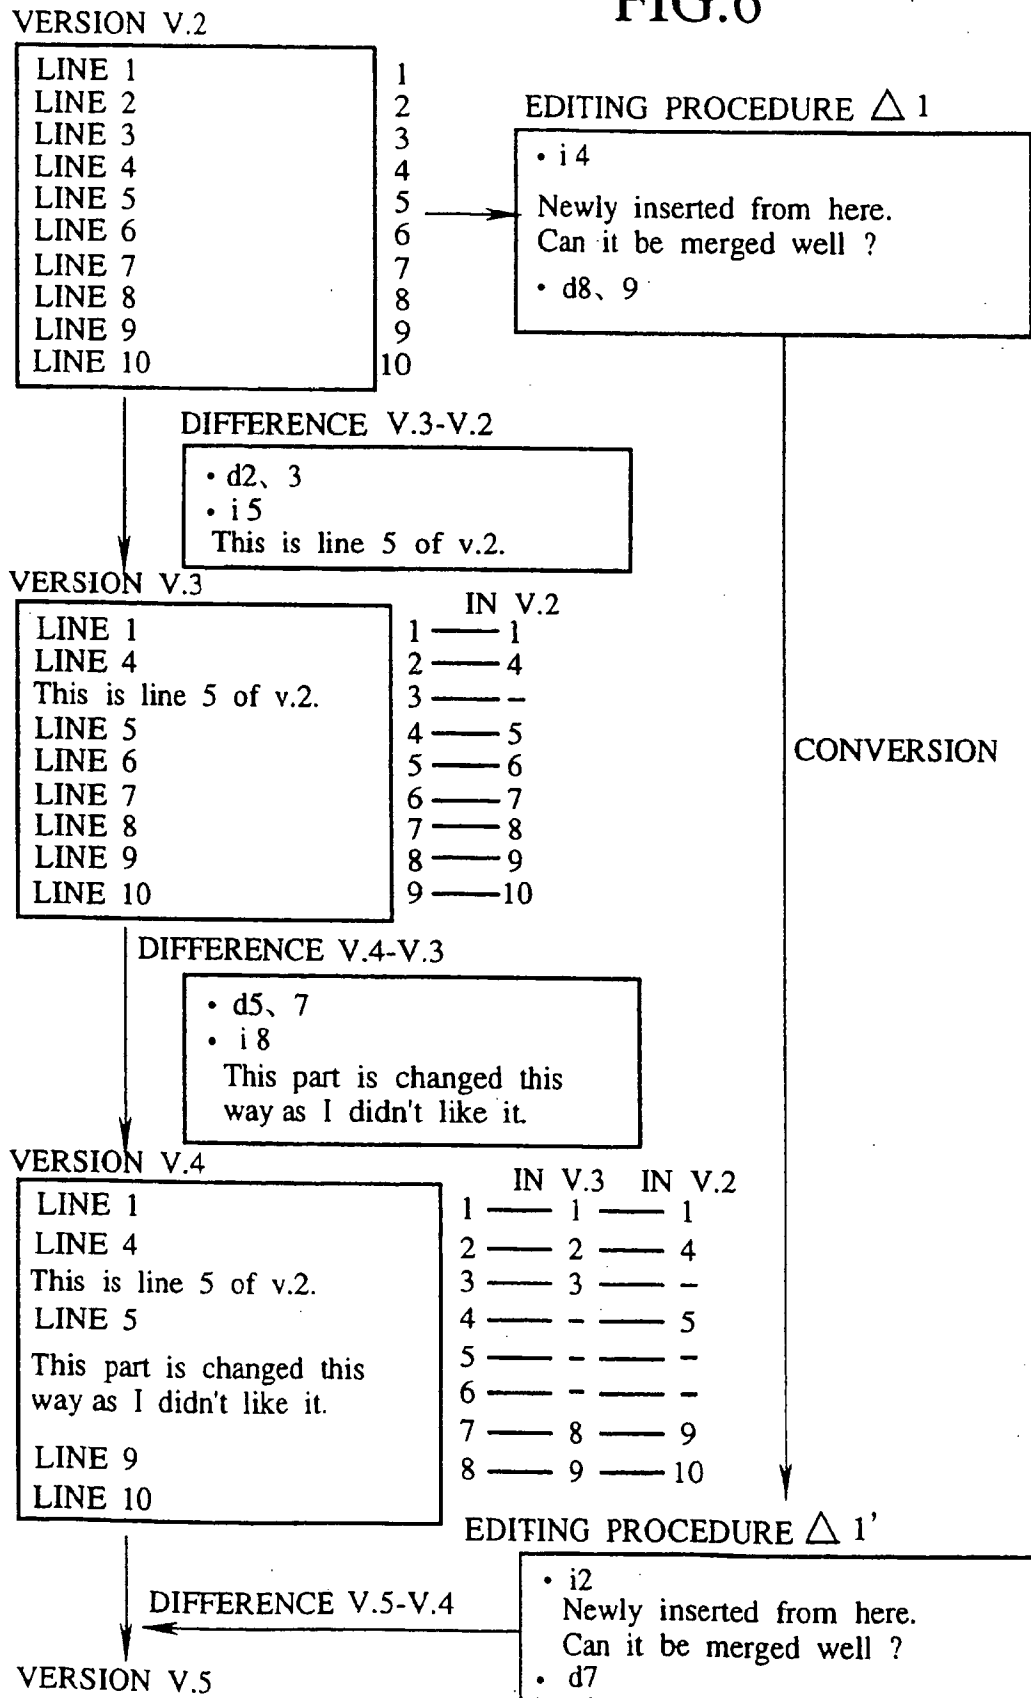 FIG.6
VERSION V.2
LINE 1 1
LINE 2 2
LINE 3 3
LINE 4 4
LINE 5 5
LINE 6 6
LINE 7 7
LINE 8 8
LINE 9 9
LINE 10 10
EDITING PROCEDURE △ 1
• i 4
Newly inserted from here.
Can it be merged well ?
• d8、9
DIFFERENCE V.3-V.2
• d2、3
• i 5
This is line 5 of v.2.
VERSION V.3
IN V.2
LINE 1 1 — 1
LINE 4 2 — 4
This is line 5 of v.2. 3 — -
LINE 5 4 — 5
LINE 6 5 — 6
LINE 7 6 — 7
LINE 8 7 — 8
LINE 9 8 — 9
LINE 10 9 — 10
CONVERSION
DIFFERENCE V.4-V.3
• d5、7
• i 8
This part is changed this
way as I didn't like it.
VERSION V.4
IN V.3 IN V.2
LINE 1 1 — 1 — 1
LINE 4 2 — 2 — 4
This is line 5 of v.2. 3 — 3 — -
LINE 5 4 — - — 5
This part is changed this 5 — - — -
way as I didn't like it. 6 — - — -
LINE 9 7 — 8 — 9
LINE 10 8 — 9 — 10
EDITING PROCEDURE △ 1'
• i2
Newly inserted from here.
Can it be merged well ?
• d7
DIFFERENCE V.5-V.4
VERSION V.5